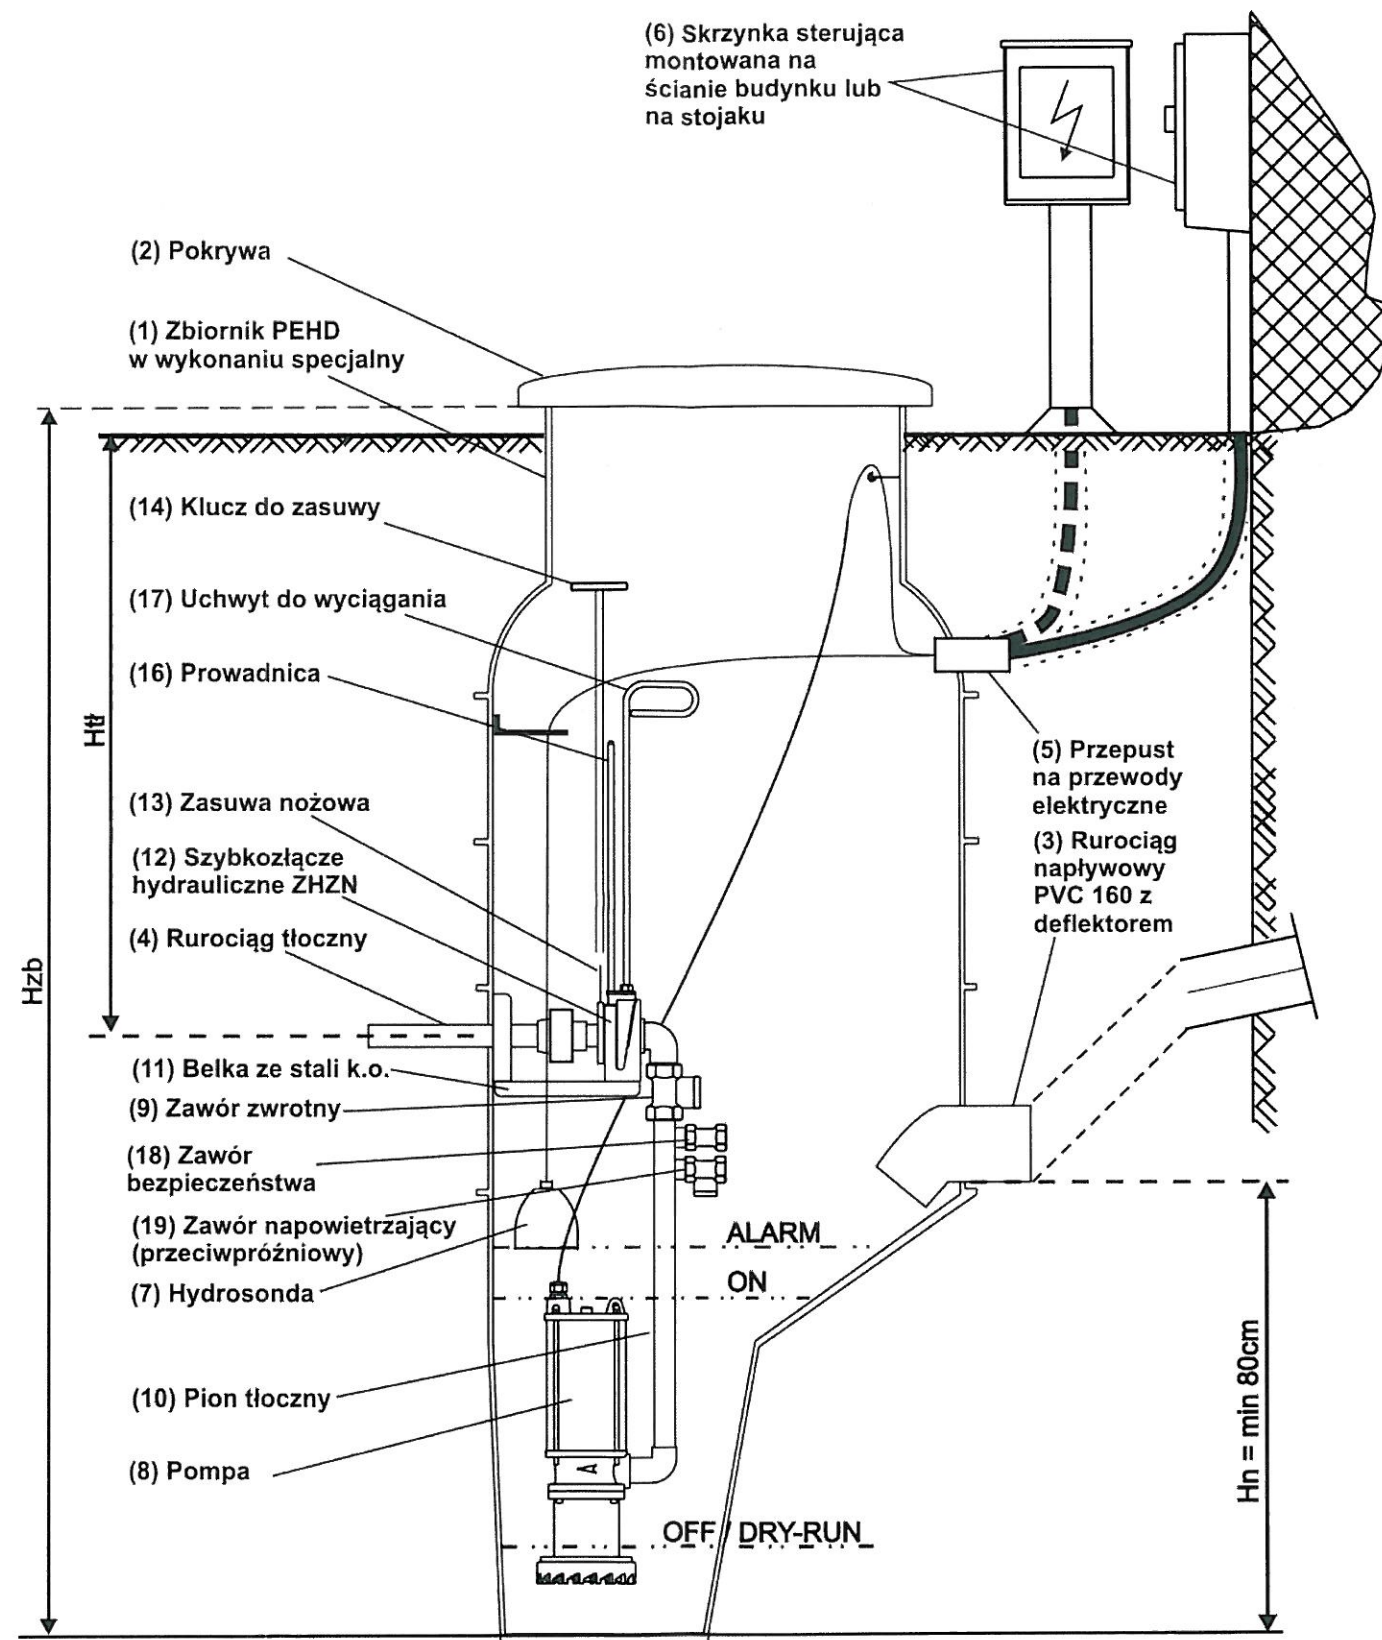 (6) Skrzynka sterująca
montowana na
ścianie budynku lub
na stojaku
(2) Pokrywa
(1) Zbiornik PEHD
w wykonaniu specjalny
(14) Klucz do zasuwy
(17) Uchwyt do wyciągania
(16) Prowadnica
Htł
(13) Zasuwa nożowa
(12) Szybkozłącze
hydrauliczne ZHZN
(4) Rurociąg tłoczny
Hzb
(5) Przepust
na przewody
elektryczne
(3) Rurociąg
napływowy
PVC 160 z
deflektorem
(11) Belka ze stali k.o.
(9) Zawór zwrotny
(18) Zawór
bezpieczeństwa
(19) Zawór napowietrzający
(przeciwpróżniowy)
(7) Hydrosonda
ALARM
ON
(10) Pion tłoczny
(8) Pompa
A
OFF / DRY-RUN
Hn = min 80cm